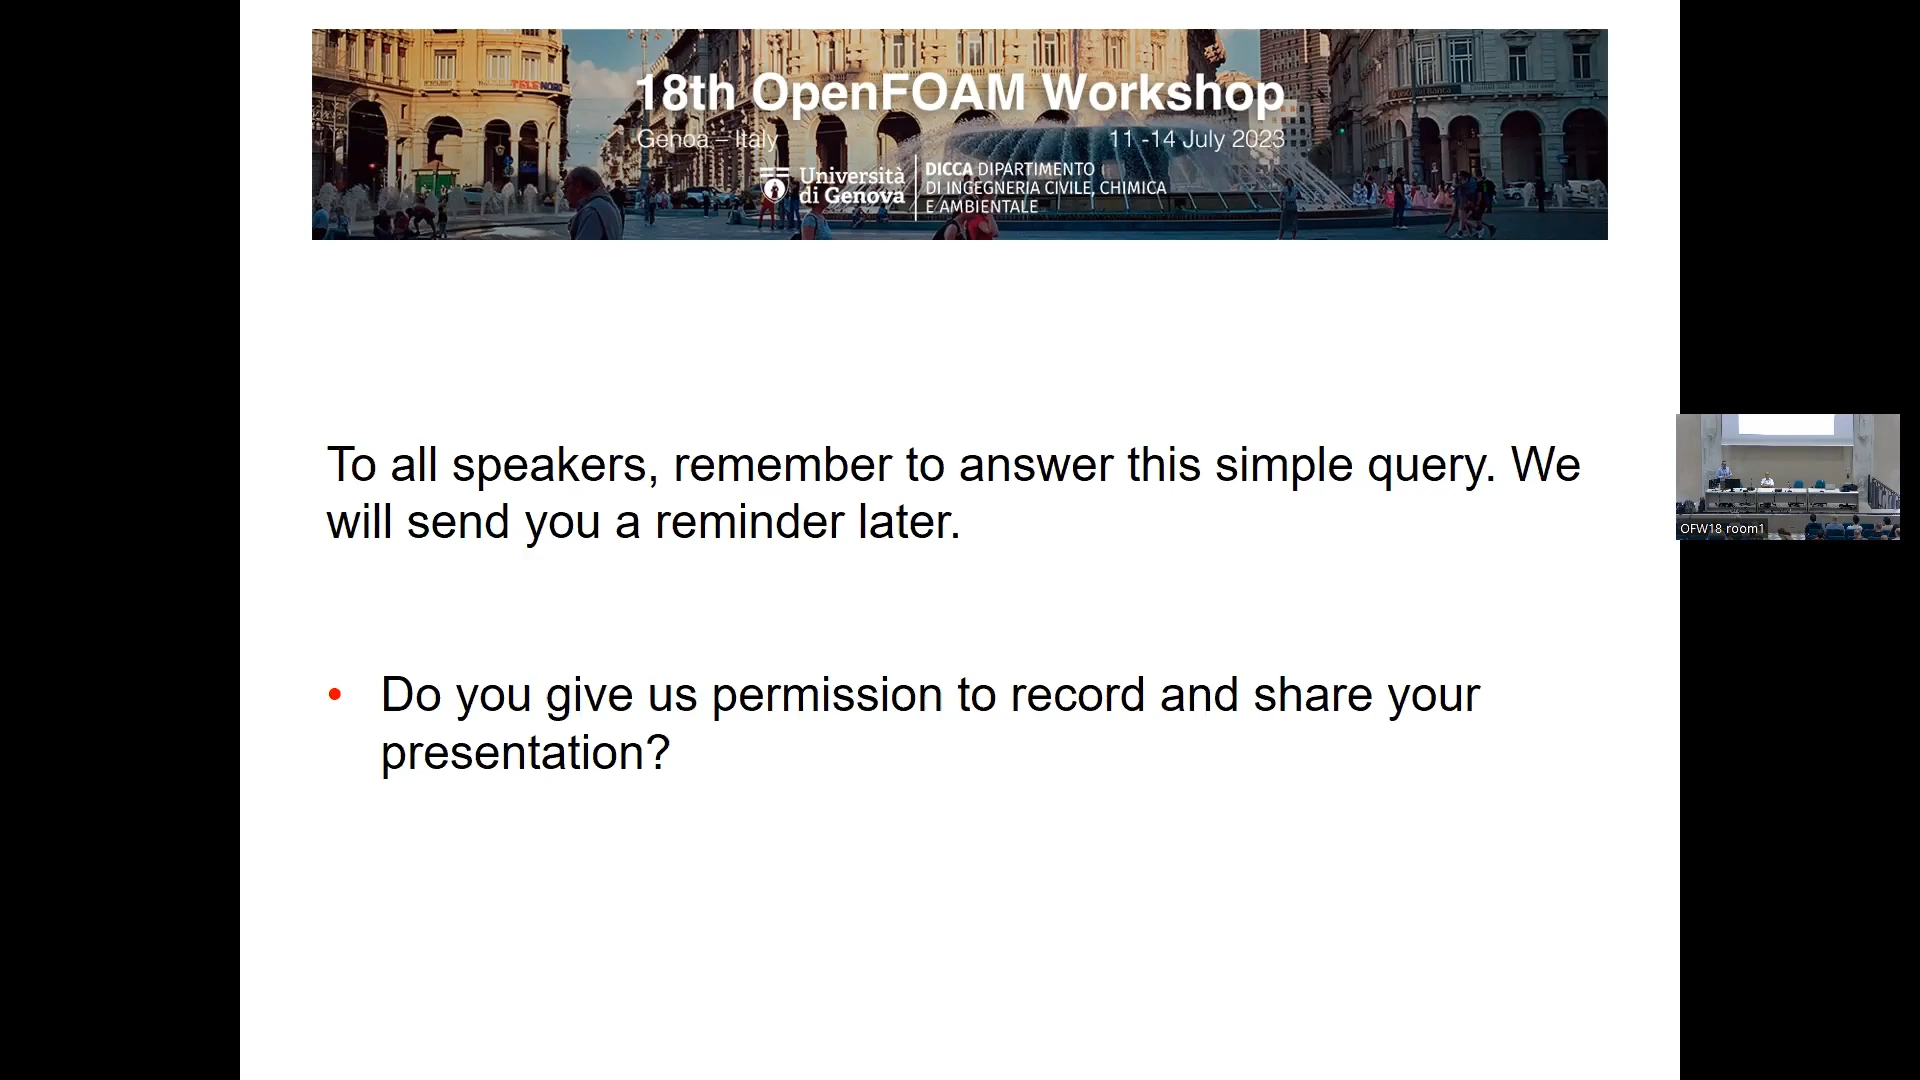 TELENORD
18th OpenFOAM Workshop
Genoa – Italy
11 -14 July 2023
Università
di Genova
DICCA DIPARTIMENTO
DI INGEGNERIA CIVILE, CHIMICA
E AMBIENTALE
To all speakers, remember to answer this simple query. We
will send you a reminder later.
• Do you give us permission to record and share your
presentation?
OFW18 room1